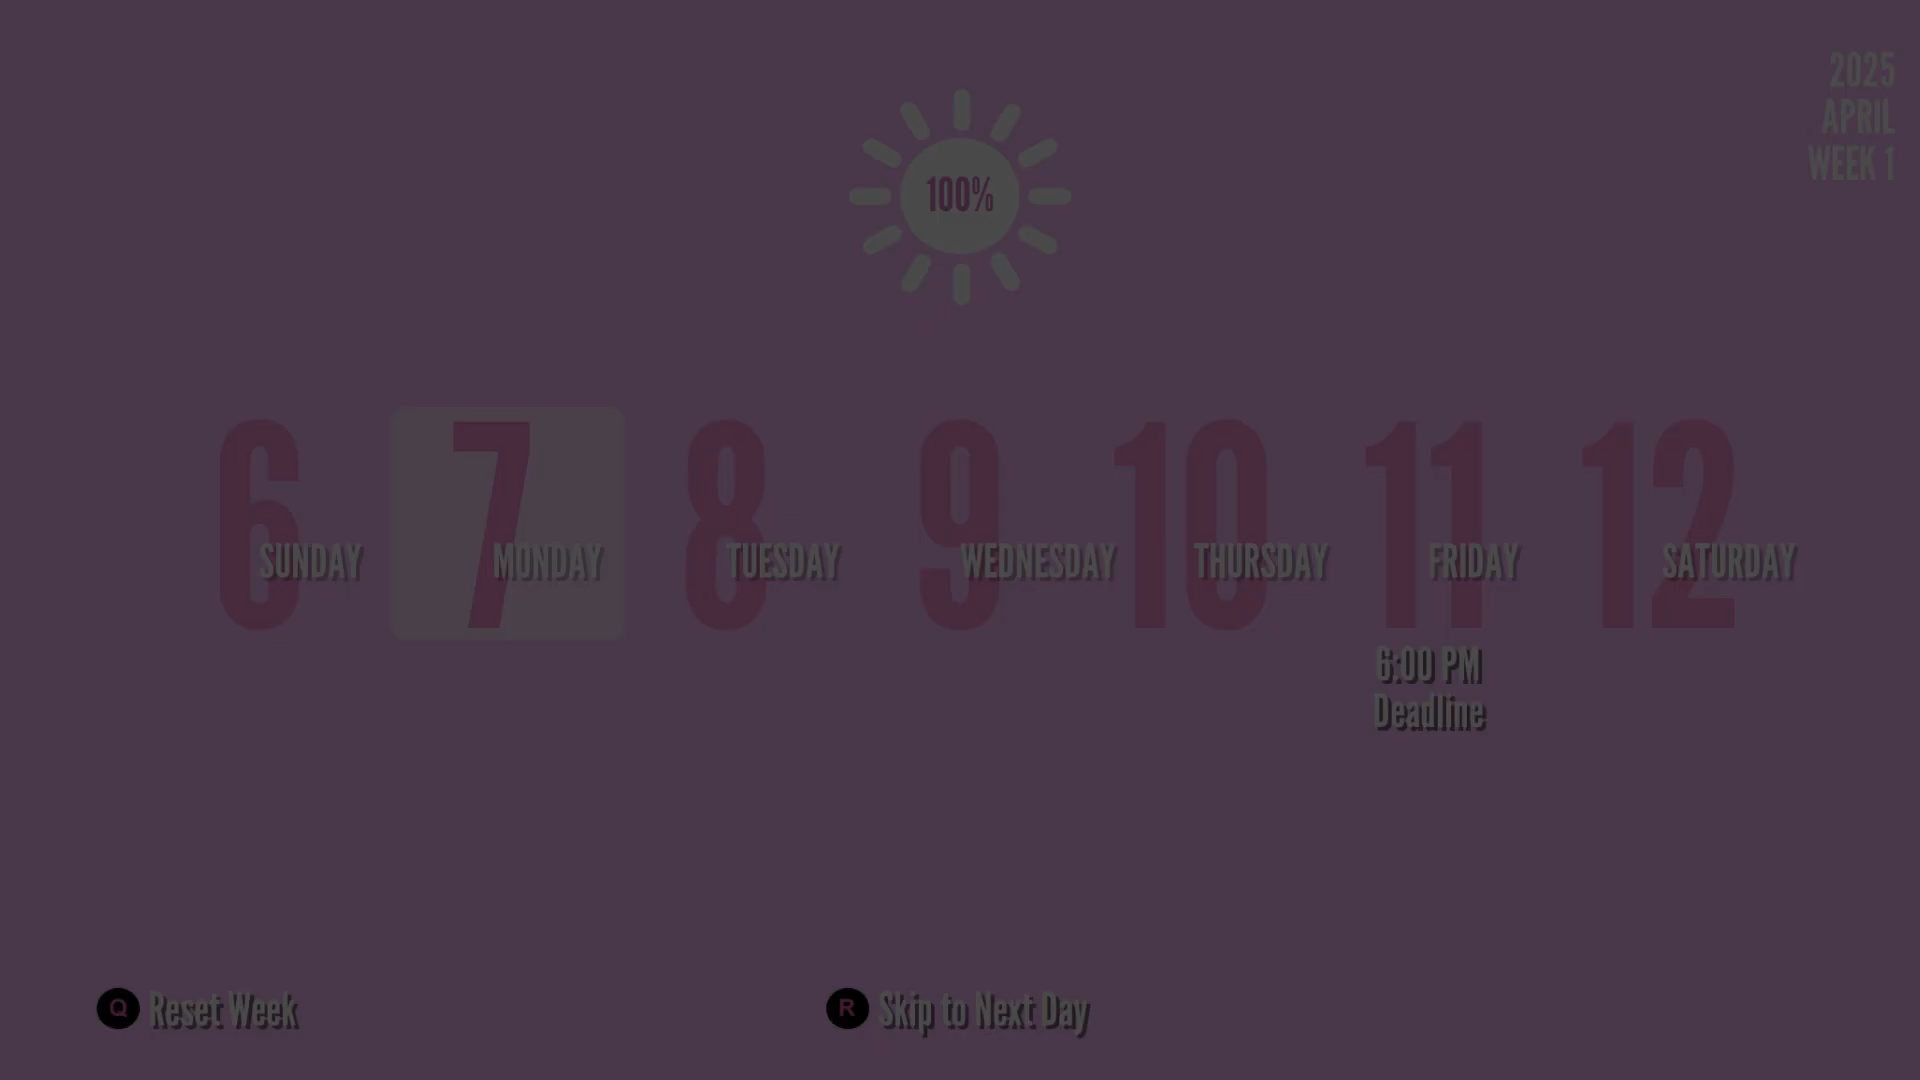 2025
APRIL
WEEK 1
100%
6 7 8 9 10 11 12
SUNDAY MONDAY TUESDAY WEDNESDAY THURSDAY FRIDAY SATURDAY
6:00 PM
Deadline
Q Reset Week R Skip to Next Day